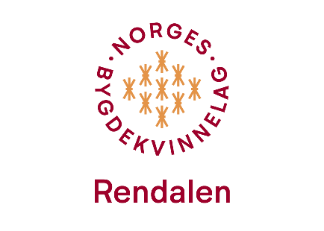 · NORGES ·
BYGDEKVINNELAG
Rendalen